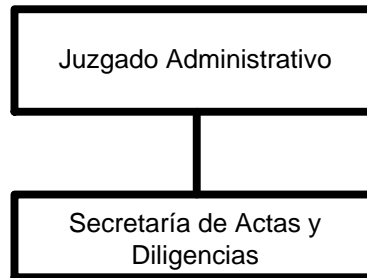 Juzgado Administrativo
Secretaría de Actas y
Diligencias